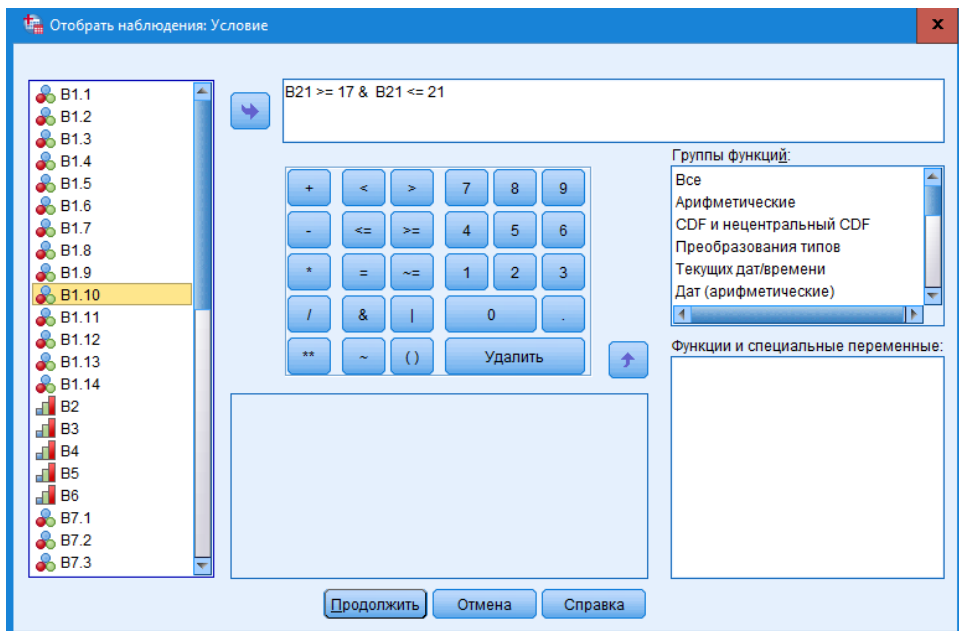 Отобрать наблюдения: Условие
x
B1.1
B1.2
B1.3
B1.4
B1.5
B1.6
B1.7
B1.8
B1.9
B1.10
B1.11
B1.12
B1.13
B1.14
B2
B3
B4
B5
B6
B7.1
B7.2
B7.3
B21 >= 17 & B21 <= 21
+ < > 7 8 9
- <= >= 4 5 6
* = ~= 1 2 3
/ & | 0 .
** ~ ( ) Удалить
Группы функций:
Все
Арифметические
CDF и нецентральный CDF
Преобразования типов
Текущих дат/времени
Дат (арифметические)
Функции и специальные переменные:
Продолжить Отмена Справка